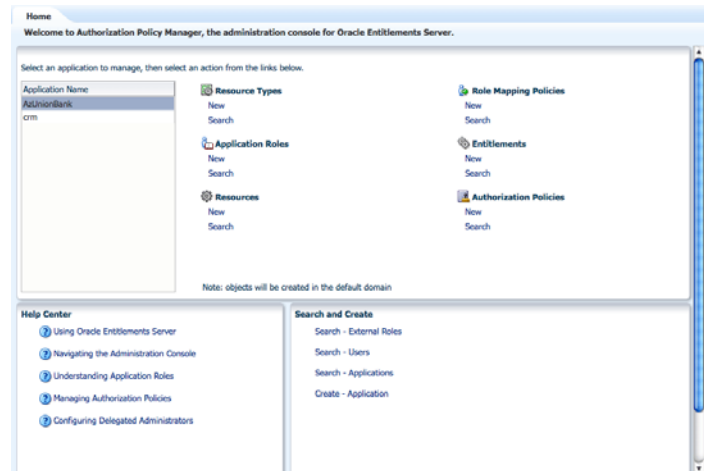 Home
Welcome to Authorization Policy Manager, the administration console for Oracle Entitlements Server.
Select an application to manage, then select an action from the links below.
Application Name
AzUnionBank
crm
Resource Types
New
Search
Application Roles
New
Search
Resources
New
Search
Role Mapping Policies
New
Search
Entitlements
New
Search
Authorization Policies
New
Search
Note: objects will be created in the default domain
Help Center
Using Oracle Entitlements Server
Navigating the Administration Console
Understanding Application Roles
Managing Authorization Policies
Configuring Delegated Administrators
Search and Create
Search - External Roles
Search - Users
Search - Applications
Create - Application